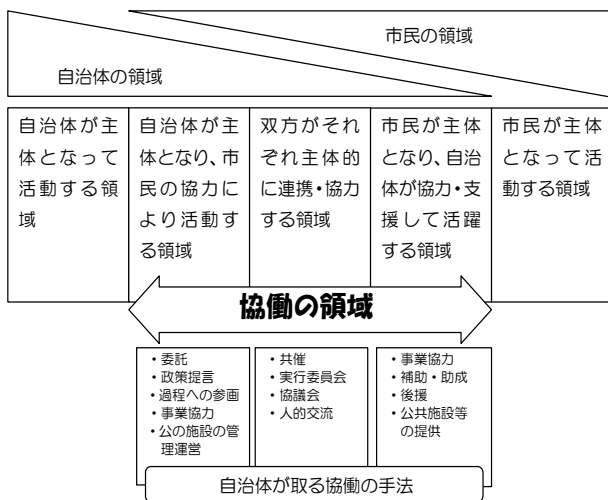 市民の領域
自治体の領域
自治体が主
体となって
活動する領
域
自治体が主
体となり、市
民の協力に
より活動す
る領域
双方がそれ
ぞれ主体的
に連携・協力
する領域
市民が主体
となり、自治
体が協力・支
援して活躍
する領域
市民が主体
となって活
動する領域
協働の領域
・委託
・政策提言
・過程への参画
・事業協力
・公の施設の管
理運営
・共催
・実行委員会
・協議会
・人的交流
・事業協力
・補助・助成
・後援
・公共施設等
の提供
自治体が取る協働の手法